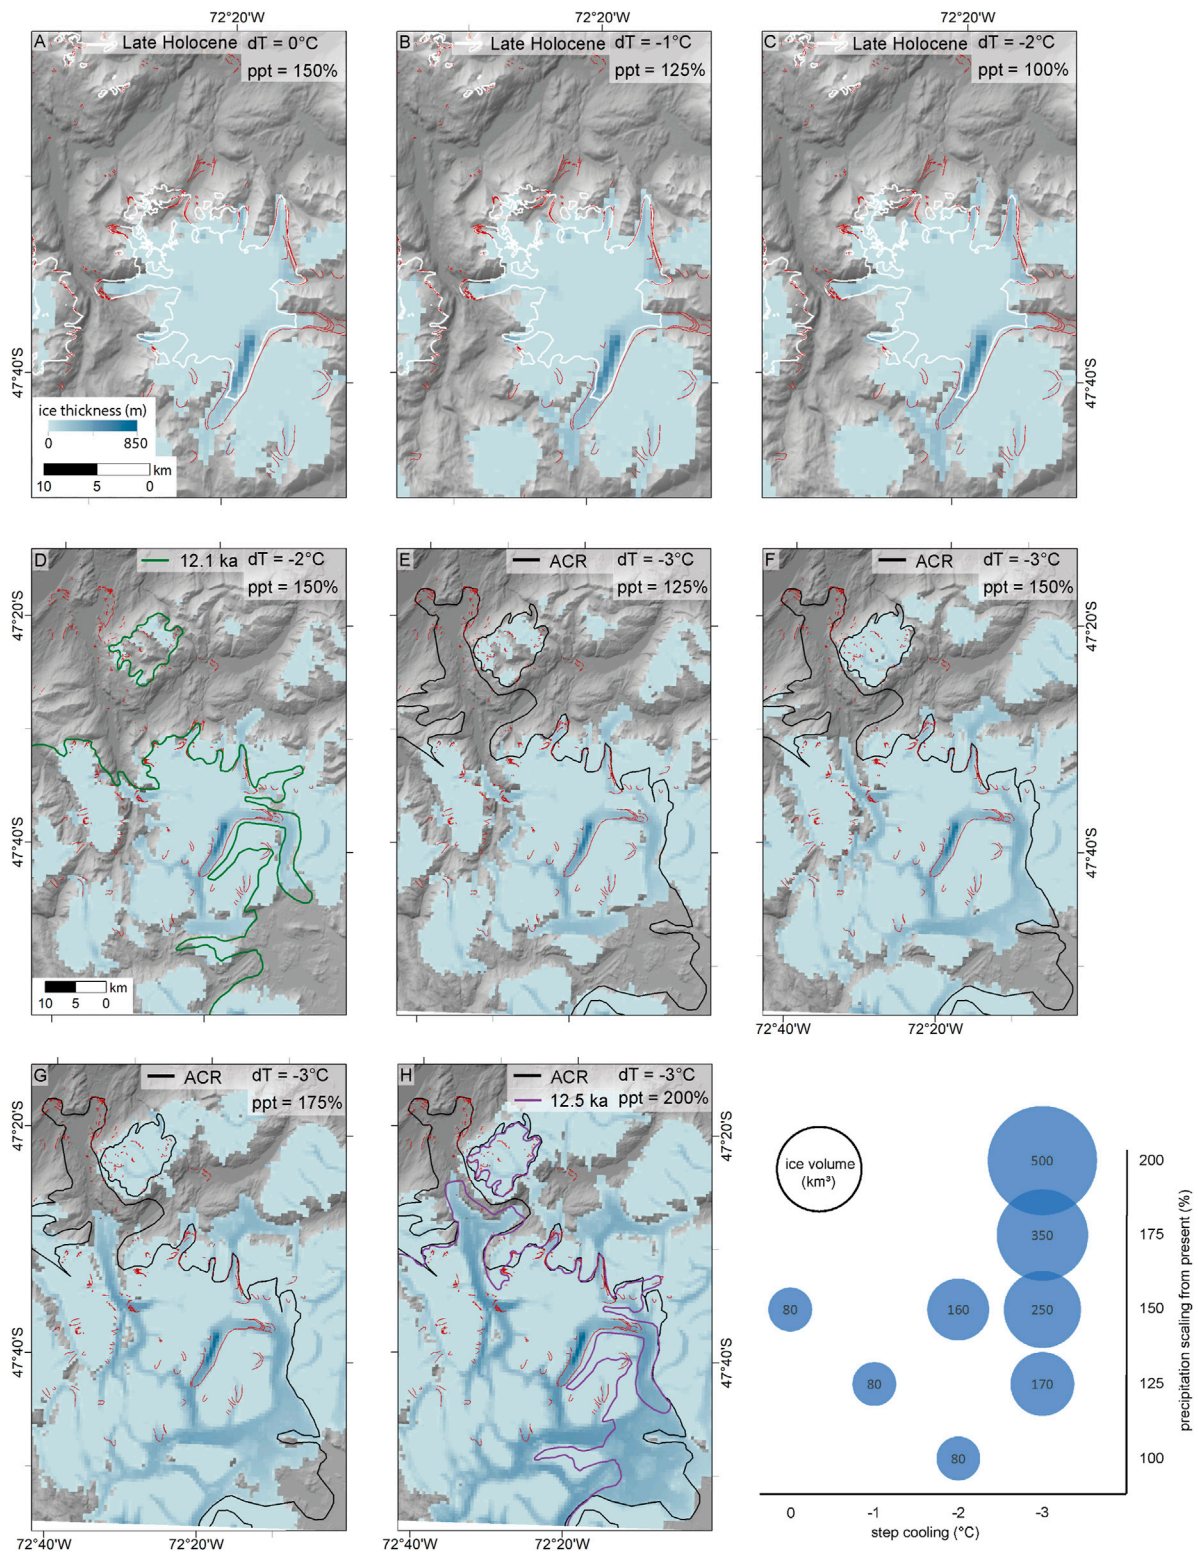 72°20'W
72°20'W
72°20'W
A
Late Holocene
dT = 0°C
ppt = 150%
47°40'S
ice thickness (m)
0
850
km
10
5
0
B
Late Holocene
dT = -1°C
ppt = 125%
C
Late Holocene
dT = -2°C
ppt = 100%
47°40'S
D
12.1 ka
dT = -2°C
ppt = 150%
47°20'S
47°40'S
10
5
0
km
E
ACR
dT = -3°C
ppt = 125%
F
ACR
dT = -3°C
ppt = 150%
47°20'S
47°40'S
72°40'W
72°20'W
G
ACR
dT = -3°C
ppt = 175%
47°20'S
47°40'S
72°40'W
72°20'W
H
ACR
dT = -3°C
12.5 ka
ppt = 200%
47°20'S
47°40'S
72°40'W
72°20'W
ice volume
(km³)
500
350
80
160
250
80
170
80
200
175
150
125
100
precipitation scaling from present (%)
0
-1
-2
-3
step cooling (°C)